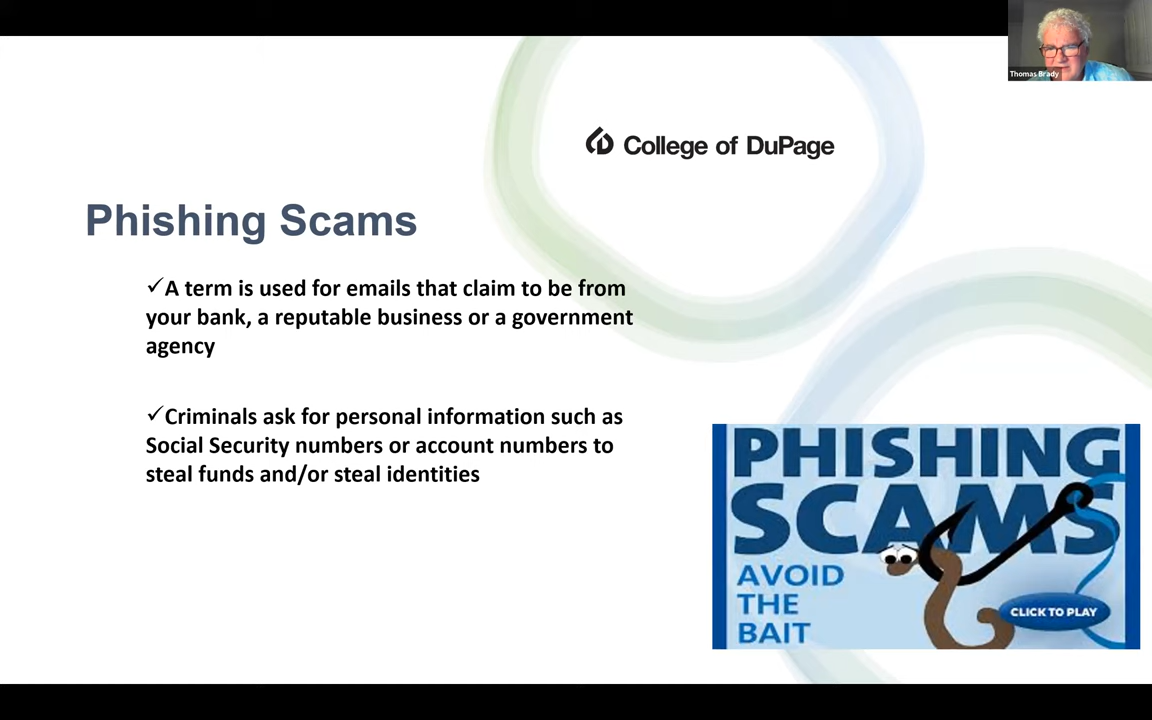 Thomas Brady
College of DuPage
Phishing Scams
✓A term is used for emails that claim to be from
your bank, a reputable business or a government
agency
✓Criminals ask for personal information such as
Social Security numbers or account numbers to
steal funds and/or steal identities
PHISHING
SCAMS
AVOID
THE
BAIT
CLICK TO PLAY